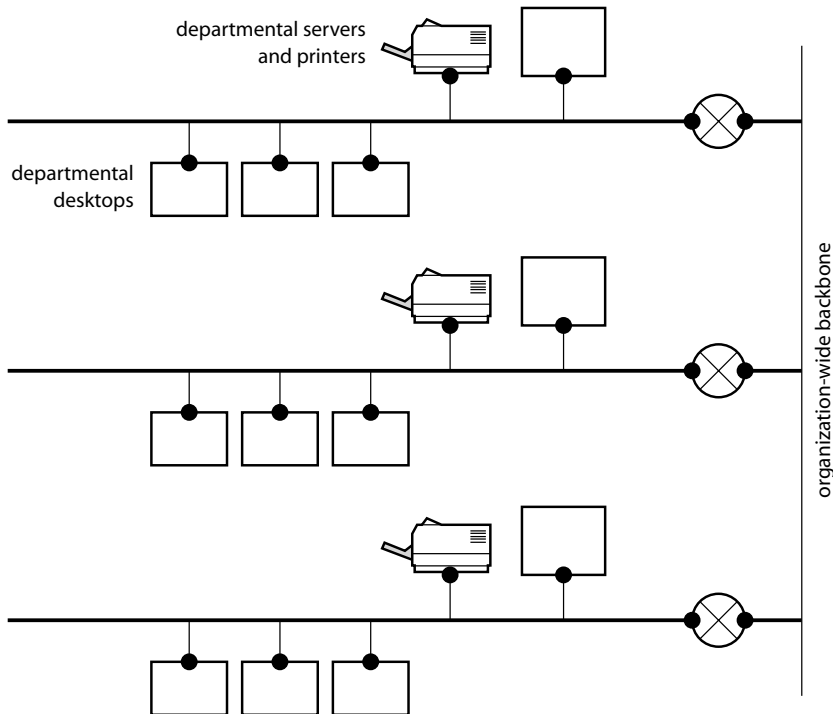 departmental servers
and printers
departmental
desktops
organization-wide backbone